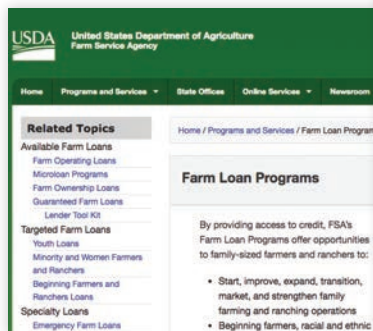 USDA
United States Department of Agriculture
Farm Service Agency
Home
Programs and Services
State Offices
Online Services
Newsroom
Related Topics
Available Farm Loans
Farm Operating Loans
Microloan Programs
Farm Ownership Loans
Guaranteed Farm Loans
Lender Tool Kit
Targeted Farm Loans
Youth Loans
Minority and Women Farmers
and Ranchers
Beginning Farmers and
Ranchers Loans
Specialty Loans
Emergency Farm Loans
Home / Programs and Services / Farm Loan Program
Farm Loan Programs
By providing access to credit, FSA's
Farm Loan Programs offer opportunities
to family-sized farmers and ranchers to:
• Start, improve, expand, transition,
market, and strengthen family
farming and ranching operations
• Beginning farmers, racial and ethnic